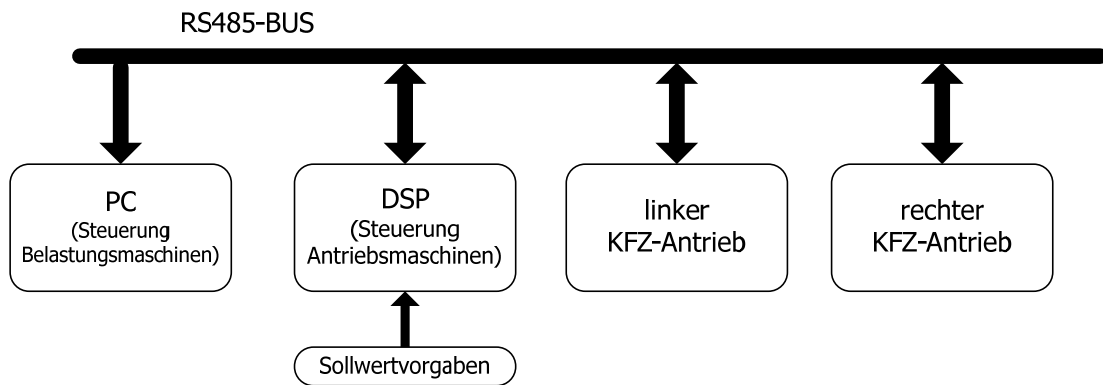 RS485-BUS
PC
(Steuerung
Belastungsmaschinen)
DSP
(Steuerung
Antriebsmaschinen)
linker
KFZ-Antrieb
rechter
KFZ-Antrieb
Sollwertvorgaben